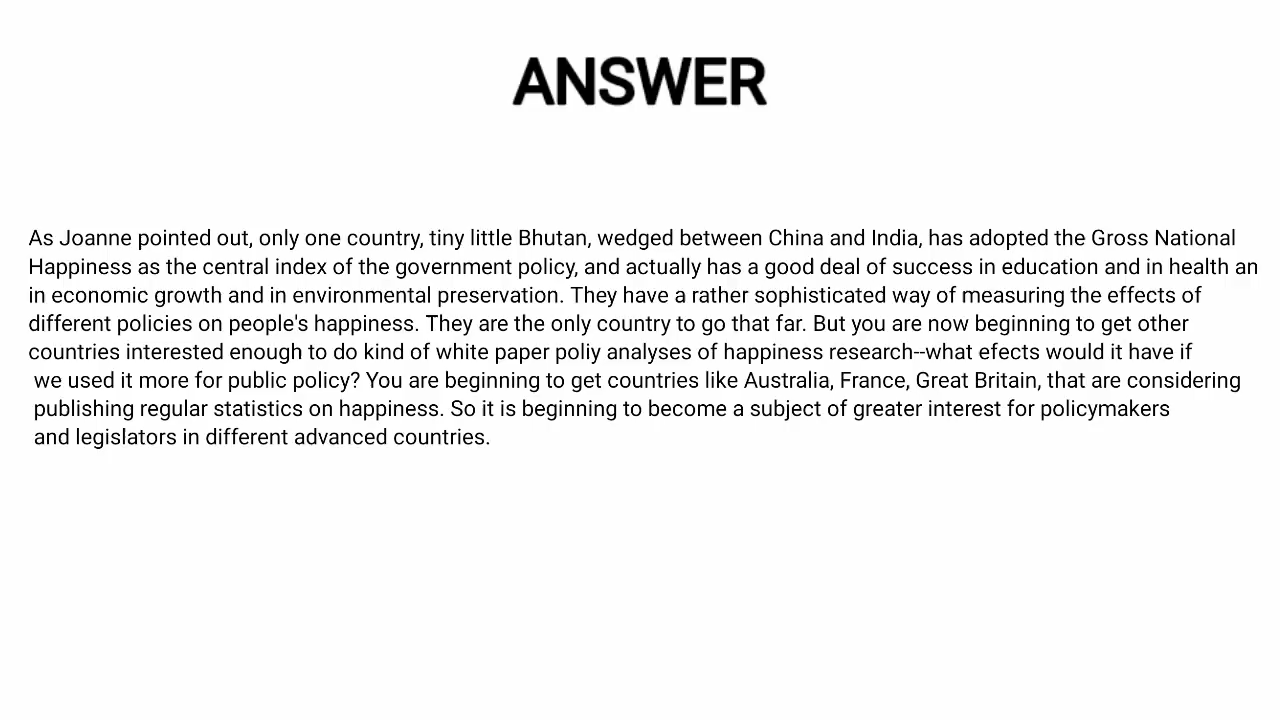 ANSWER
As Joanne pointed out, only one country, tiny little Bhutan, wedged between China and India, has adopted the Gross National
Happiness as the central index of the government policy, and actually has a good deal of success in education and in health an
in economic growth and in environmental preservation. They have a rather sophisticated way of measuring the effects of
different policies on people's happiness. They are the only country to go that far. But you are now beginning to get other
countries interested enough to do kind of white paper poliy analyses of happiness research--what efects would it have if
we used it more for public policy? You are beginning to get countries like Australia, France, Great Britain, that are considering
publishing regular statistics on happiness. So it is beginning to become a subject of greater interest for policymakers
and legislators in different advanced countries.